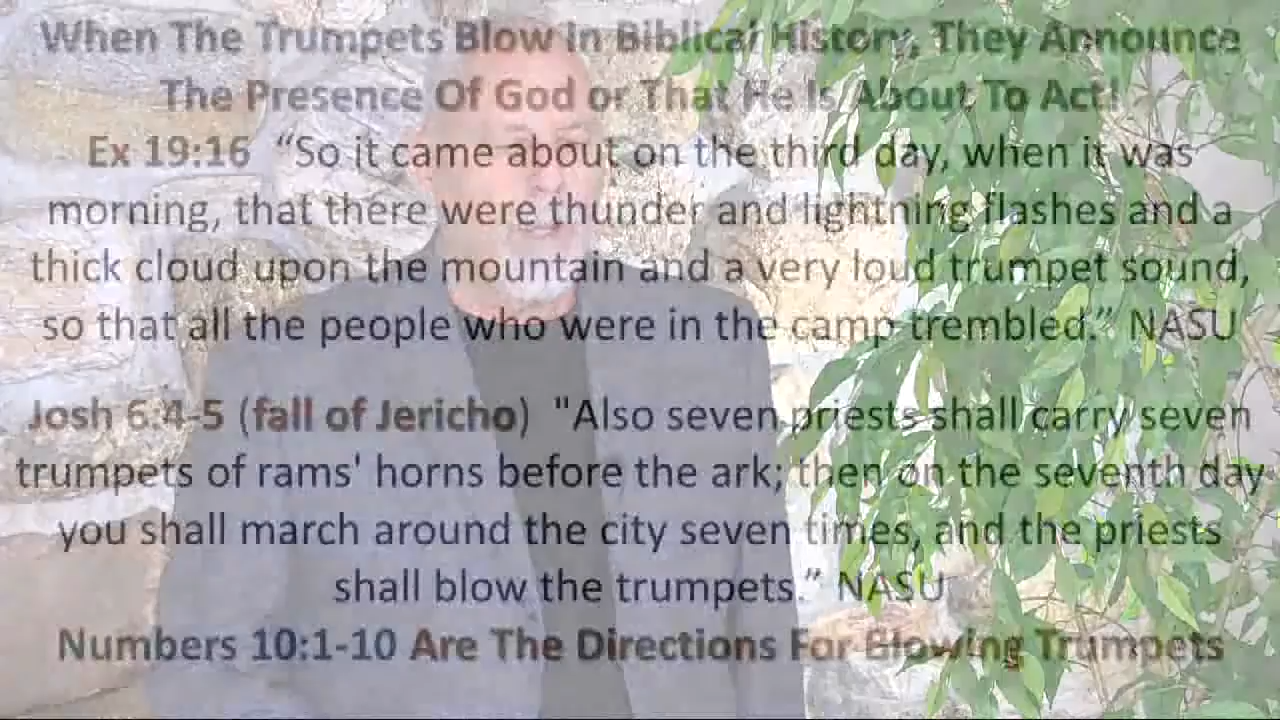 When The Trumpets Blow In Biblical History, They Announce
The Presence Of God or That He Is About To Act!
Ex 19:16 “So it came about on the third day, when it was
morning, that there were thunder and lightning flashes and a
thick cloud upon the mountain and a very loud trumpet sound,
so that all the people who were in the camp trembled.” NASU
Josh 6:4-5 (fall of Jericho) "Also seven priests shall carry seven
trumpets of rams' horns before the ark; then on the seventh day
you shall march around the city seven times, and the priests
shall blow the trumpets.” NASU
Numbers 10:1-10 Are The Directions For Blowing Trumpets